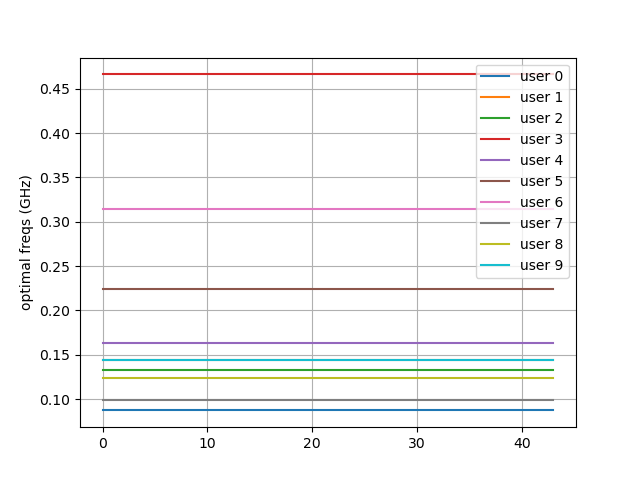 optimal freqs (GHz)
0.45
0.40
0.35
0.30
0.25
0.20
0.15
0.10
0
10
20
30
40
user 0
user 1
user 2
user 3
user 4
user 5
user 6
user 7
user 8
user 9